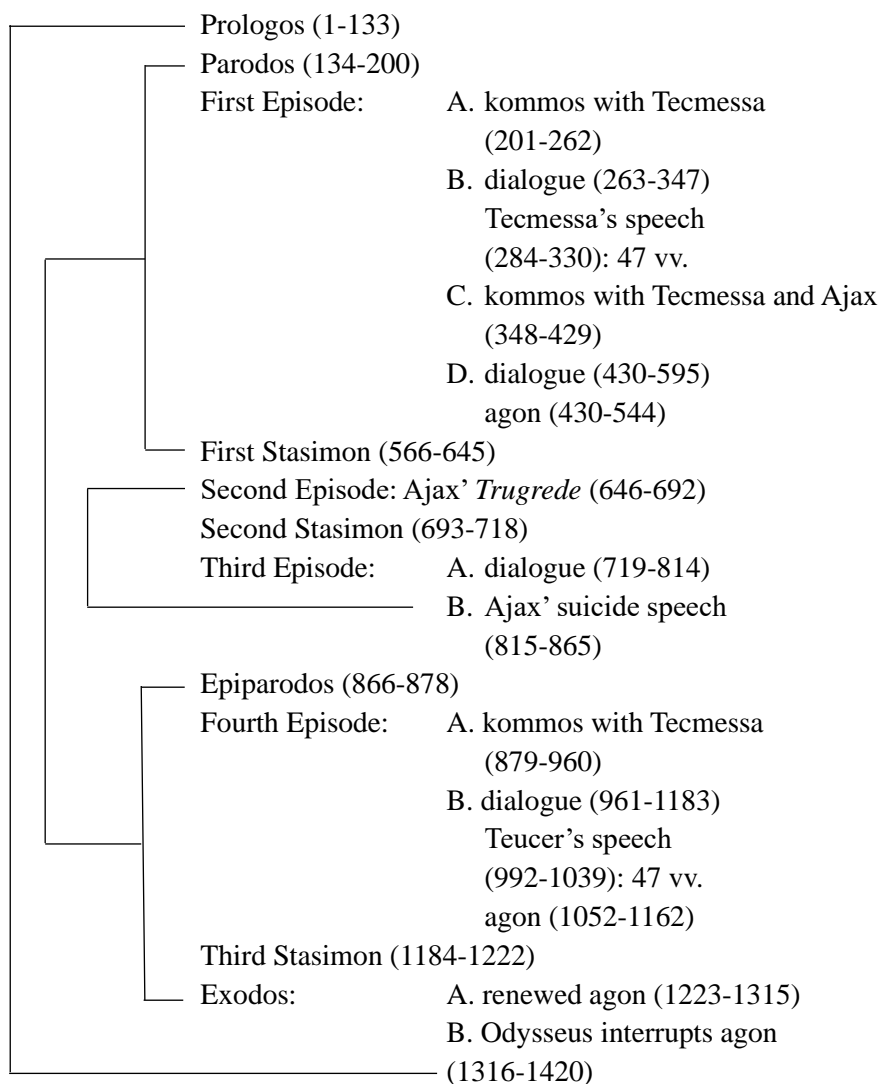 Prologos (1-133)
Parodos (134-200)
First Episode: A. kommos with Tecmessa
(201-262)
B. dialogue (263-347)
Tecmessa’s speech
(284-330): 47 vv.
C. kommos with Tecmessa and Ajax
(348-429)
D. dialogue (430-595)
agon (430-544)
First Stasimon (566-645)
Second Episode: Ajax’ Trugrede (646-692)
Second Stasimon (693-718)
Third Episode: A. dialogue (719-814)
B. Ajax’ suicide speech
(815-865)
Epiparodos (866-878)
Fourth Episode: A. kommos with Tecmessa
(879-960)
B. dialogue (961-1183)
Teucer’s speech
(992-1039): 47 vv.
agon (1052-1162)
Third Stasimon (1184-1222)
Exodos: A. renewed agon (1223-1315)
B. Odysseus interrupts agon
(1316-1420)